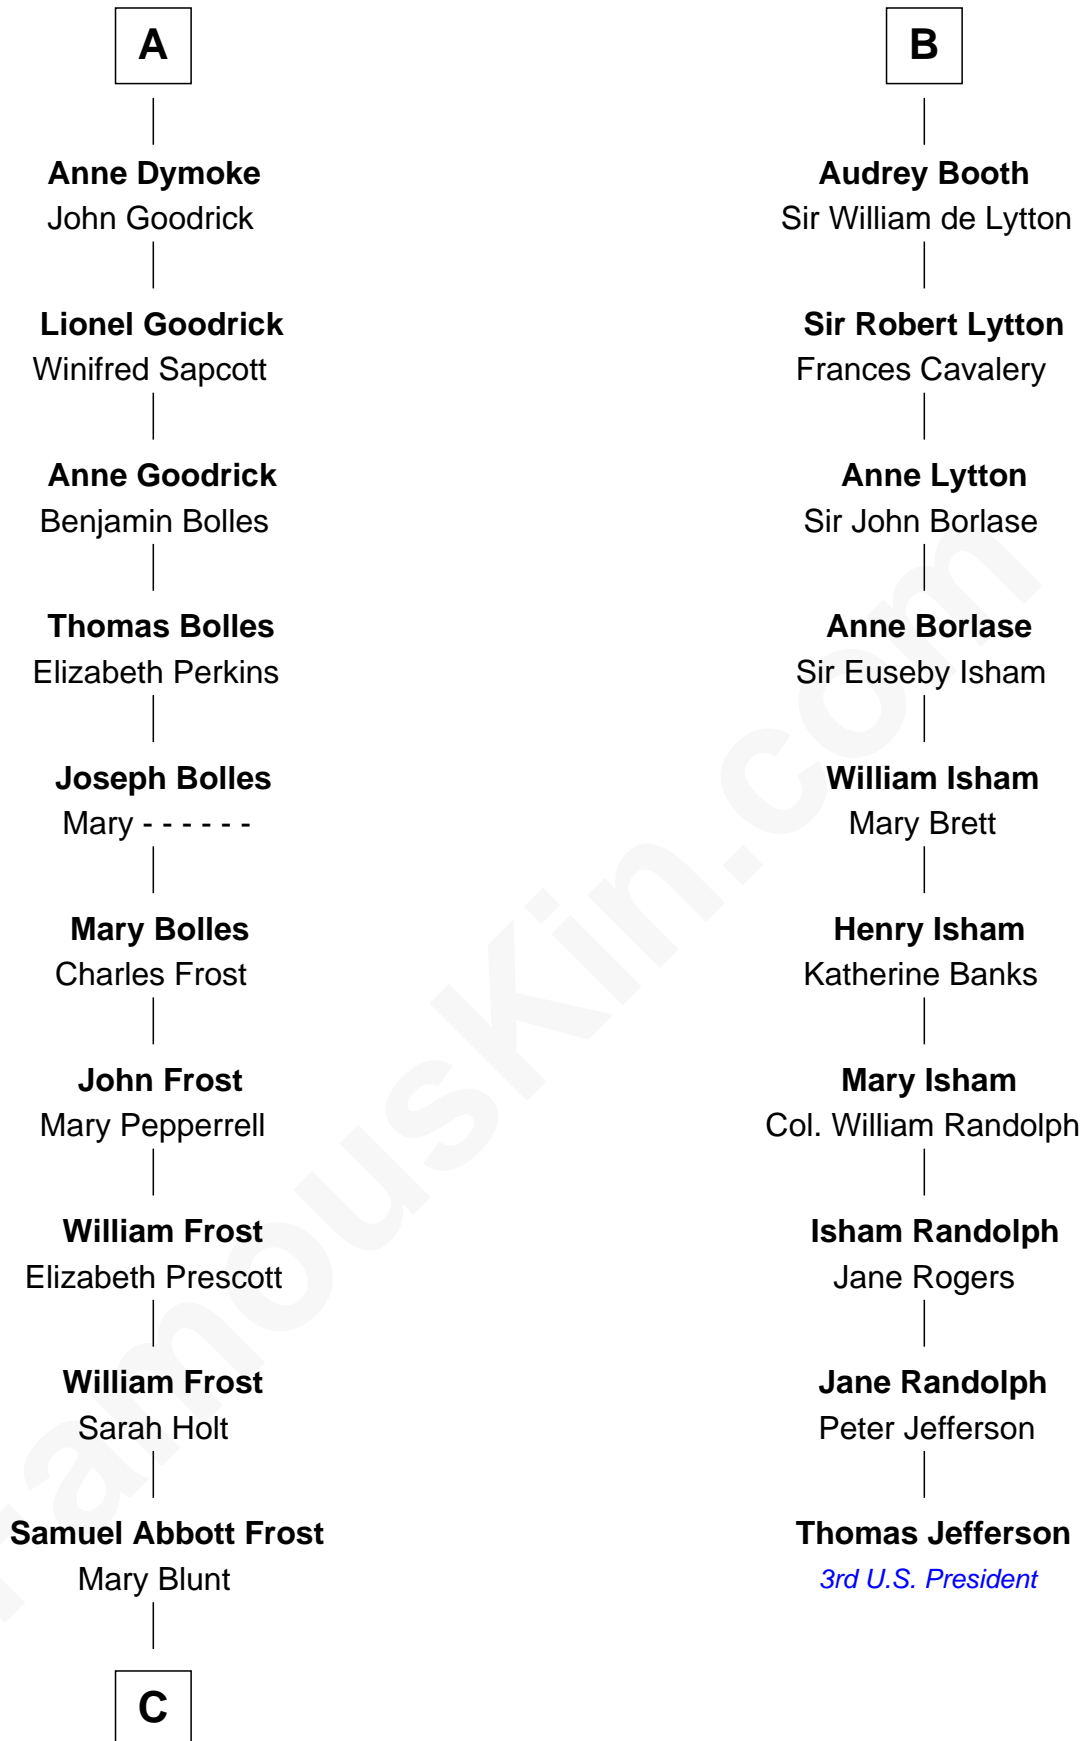 A
Anne Dymoke
John Goodrick
Lionel Goodrick
Winifred Sapcott
Anne Goodrick
Benjamin Bolles
Thomas Bolles
Elizabeth Perkins
Joseph Bolles
Mary - - - - - -
Mary Bolles
Charles Frost
John Frost
Mary Pepperrell
William Frost
Elizabeth Prescott
William Frost
Sarah Holt
Samuel Abbott Frost
Mary Blunt
C
B
Audrey Booth
Sir William de Lytton
Sir Robert Lytton
Frances Cavalery
Anne Lytton
Sir John Borlase
Anne Borlase
Sir Euseby Isham
William Isham
Mary Brett
Henry Isham
Katherine Banks
Mary Isham
Col. William Randolph
Isham Randolph
Jane Rogers
Jane Randolph
Peter Jefferson
Thomas Jefferson
3rd U.S. President
FamousKin.com